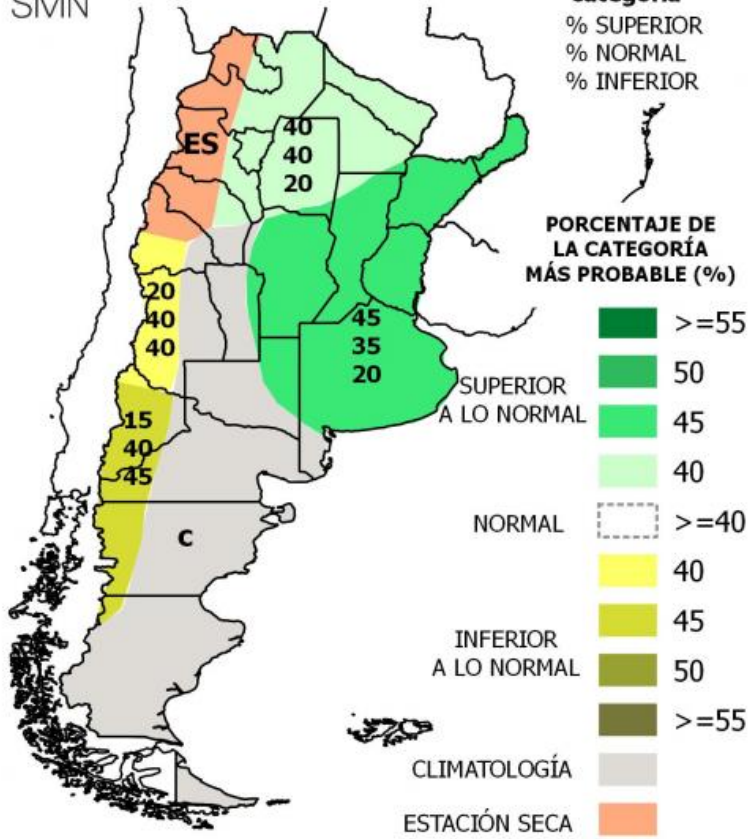 SMN
Categoría
% SUPERIOR
% NORMAL
% INFERIOR
ES
40
40
20
20
40
40
45
35
20
15
40
45
C
PORCENTAJE DE
LA CATEGORÍA
MÁS PROBABLE (%)
>=55
50
SUPERIOR
A LO NORMAL
45
40
NORMAL
>=40
40
45
INFERIOR
A LO NORMAL
50
>=55
CLIMATOLOGÍA
ESTACIÓN SECA